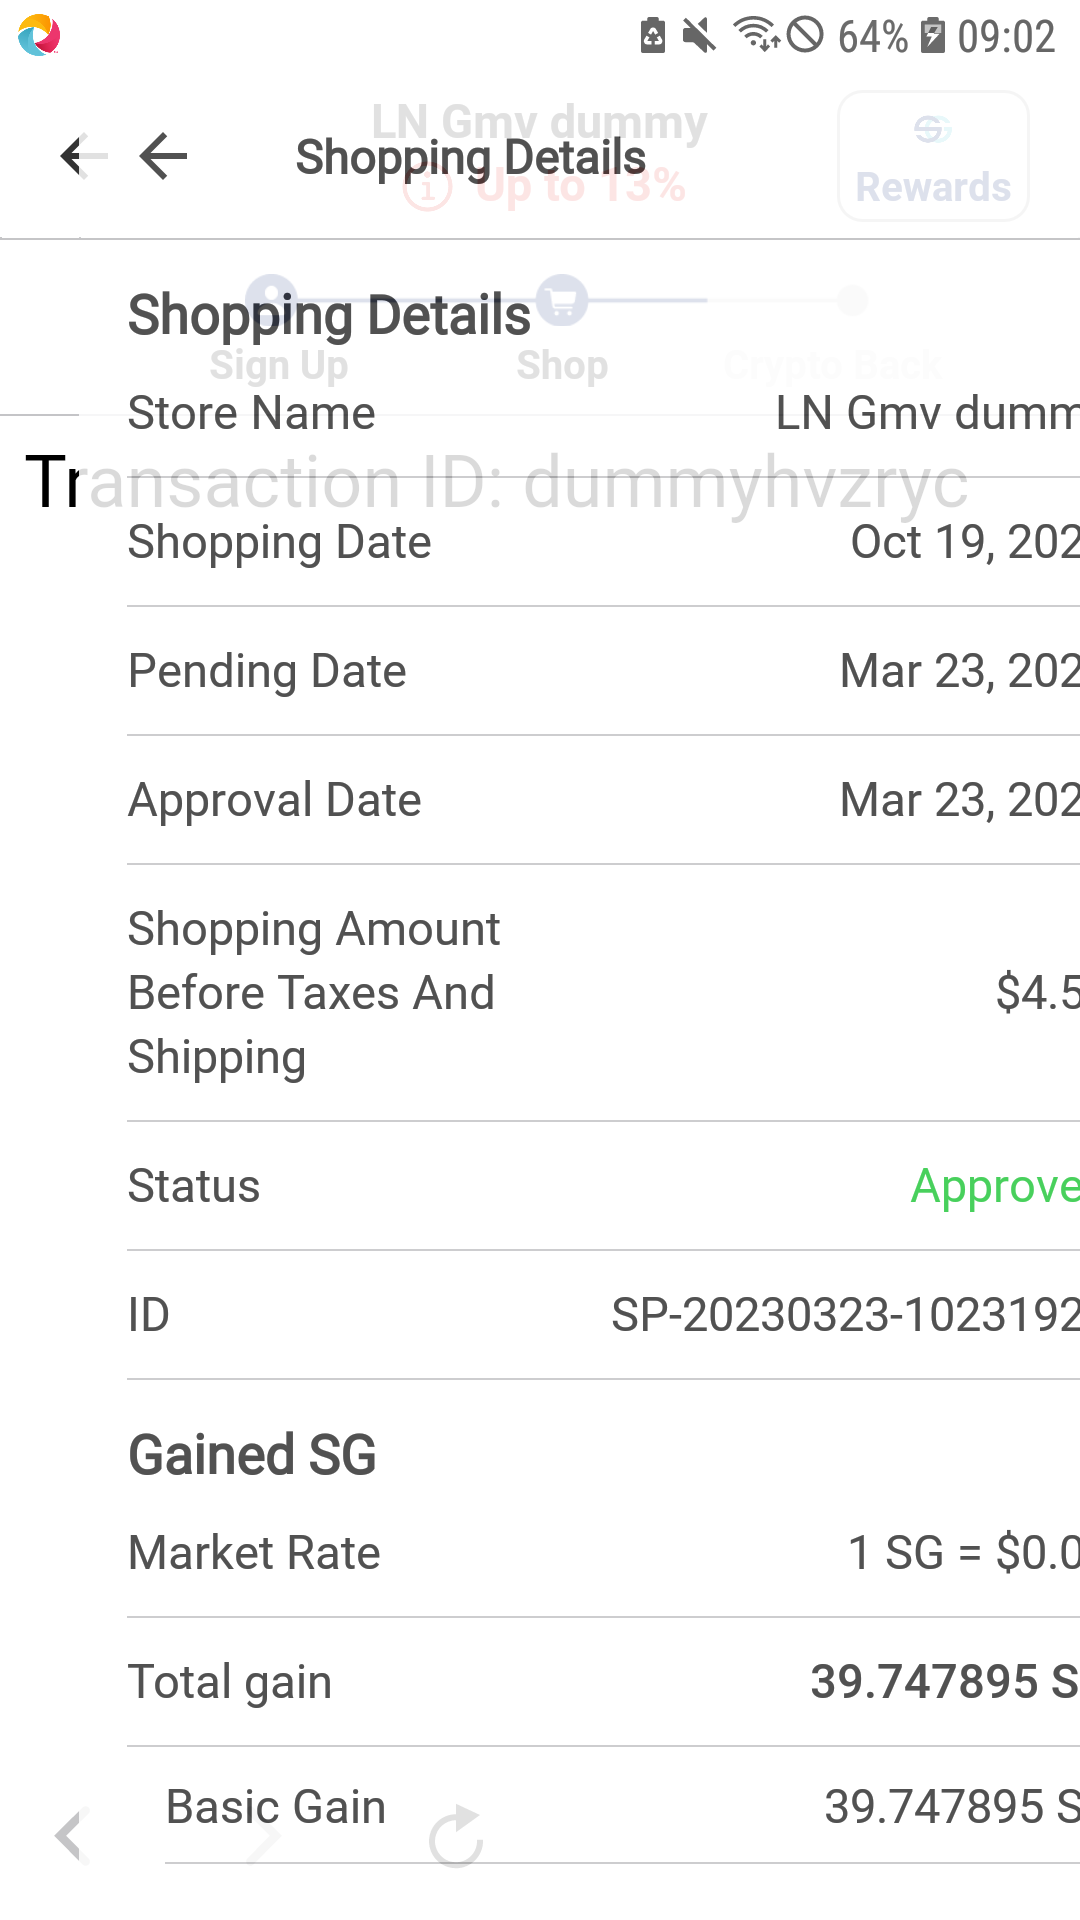 64% 09:02
LN Gmv dummy
Shopping Details
Up to 13%
Rewards
Shopping Details
Sign Up Shop Crypto Back
Store Name LN Gmv dumm
Transaction ID: dummyhvzryc
Shopping Date Oct 19, 202
Pending Date Mar 23, 202
Approval Date Mar 23, 202
Shopping Amount
Before Taxes And $4.5
Shipping
Status Approve
ID SP-20230323-1023192
Gained SG
Market Rate 1 SG = $0.0
Total gain 39.747895 S
Basic Gain 39.747895 S